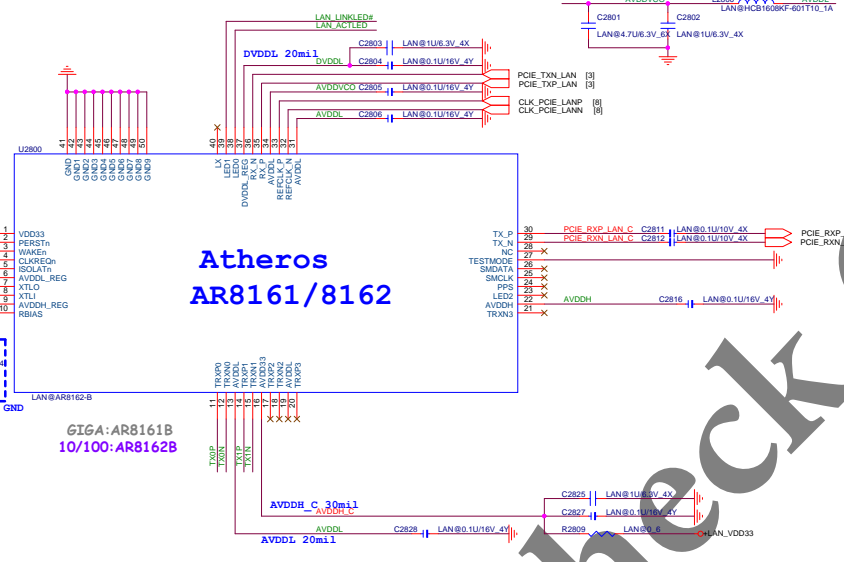 LAN@HCB1608KF-601T10_1A
C2801
C2802
LAN@4.7U/6.3V_6X
LAN@1U/6.3V_4X
LAN_LINKLED#
LAN_ACTLED
DVDDL 20mil
C2803 LAN@1U/6.3V_4X
DVDDL C2804 LAN@0.1U/16V_4Y
AVDDVCO C2805 LAN@0.1U/16V_4Y
AVDDL C2806 LAN@0.1U/16V_4Y
PCIE_TXN_LAN [3]
PCIE_TXP_LAN [3]
CLK_PCIE_LANP [8]
CLK_PCIE_LANN [8]
41 42 43 44 45 46 47 48 49 50
40 39 38 37 36 35 34 33 32 31
U2800
GND GND1 GND2 GND3 GND4 GND5 GND6 GND7 GND8 GND9
LX LED1 LED0 DVDDL_REG RX_N RX_P AVDDL REFCLK_P REFCLK_N AVDDL
1 VDD33
2 PERSTn
3 WAKEn
4 CLKREQn
5 ISOLATn
6 AVDDL_REG
7 XTLO
8 XTLI
9 AVDDH_REG
10 RBIAS
Atheros
AR8161/8162
TX_P 30 PCIE_RXP_LAN_C C2811 LAN@0.1U/10V_4X PCIE_RXP
TX_N 29 PCIE_RXN_LAN_C C2812 LAN@0.1U/10V_4X PCIE_RXN
NC 28
TESTMODE 27
SMDATA 26
SMCLK 25
PPS 24
LED2 23
AVDDH 22 AVDDH C2816 LAN@0.1U/16V_4Y
TRXN3 21
TRXP0 TRXN0 AVDDL TRXP1 TRXN1 AVDD33 TRXP2 TRXN2 AVDDL TRXP3
LAN@AR8162-B
11 12 13 14 15 16 17 18 19 20
GND
GIGA:AR8161B
10/100:AR8162B
TX0P TX0N TX1P TX1N
AVDDH_C 30mil
AVDDH_C
C2825 LAN@1U/6.3V_4X
C2827 LAN@0.1U/16V_4Y
R2809 LAN@0_6 +LAN_VDD33
AVDDL C2828 LAN@0.1U/16V_4Y
AVDDL 20mil
heck